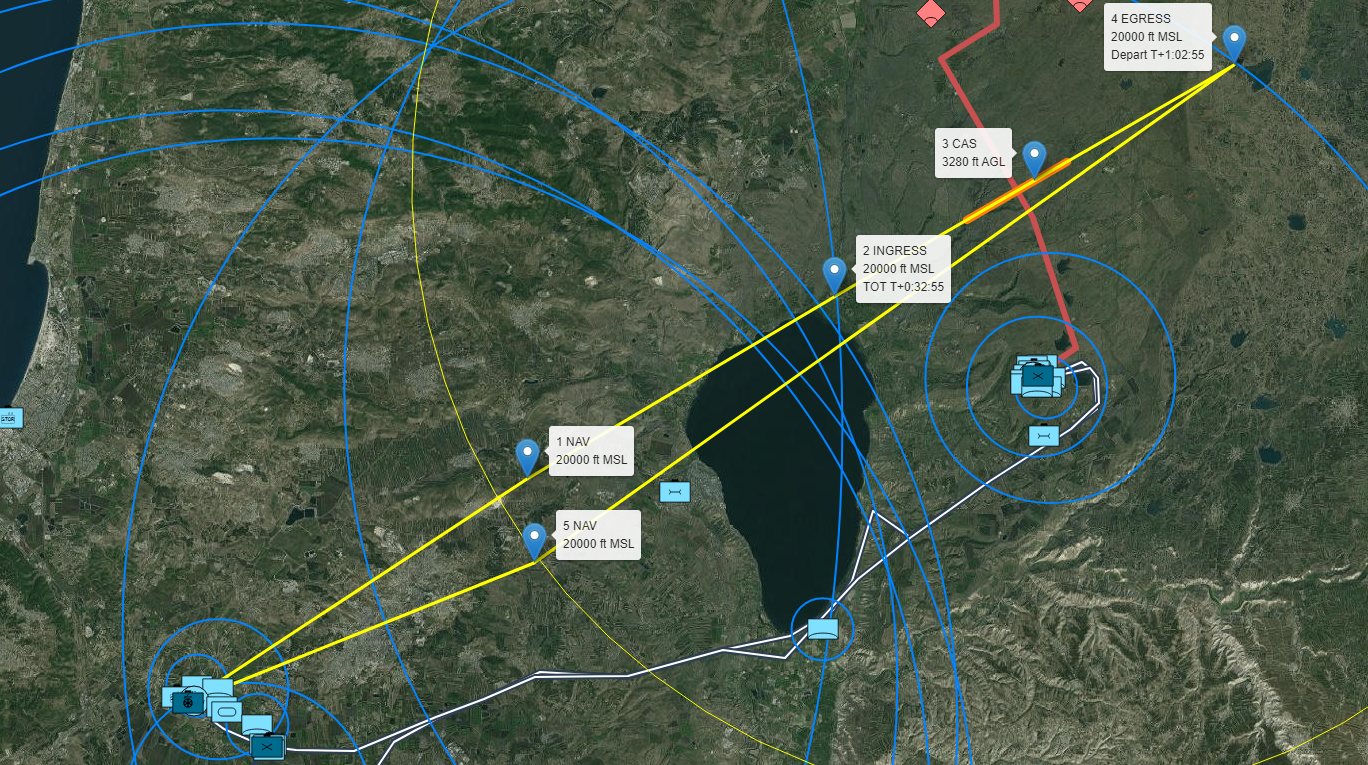 4 EGRESS
20000 ft MSL
Depart T+1:02:55
3 CAS
3280 ft AGL
2 INGRESS
20000 ft MSL
TOT T+0:32:55
1 NAV
20000 ft MSL
5 NAV
20000 ft MSL